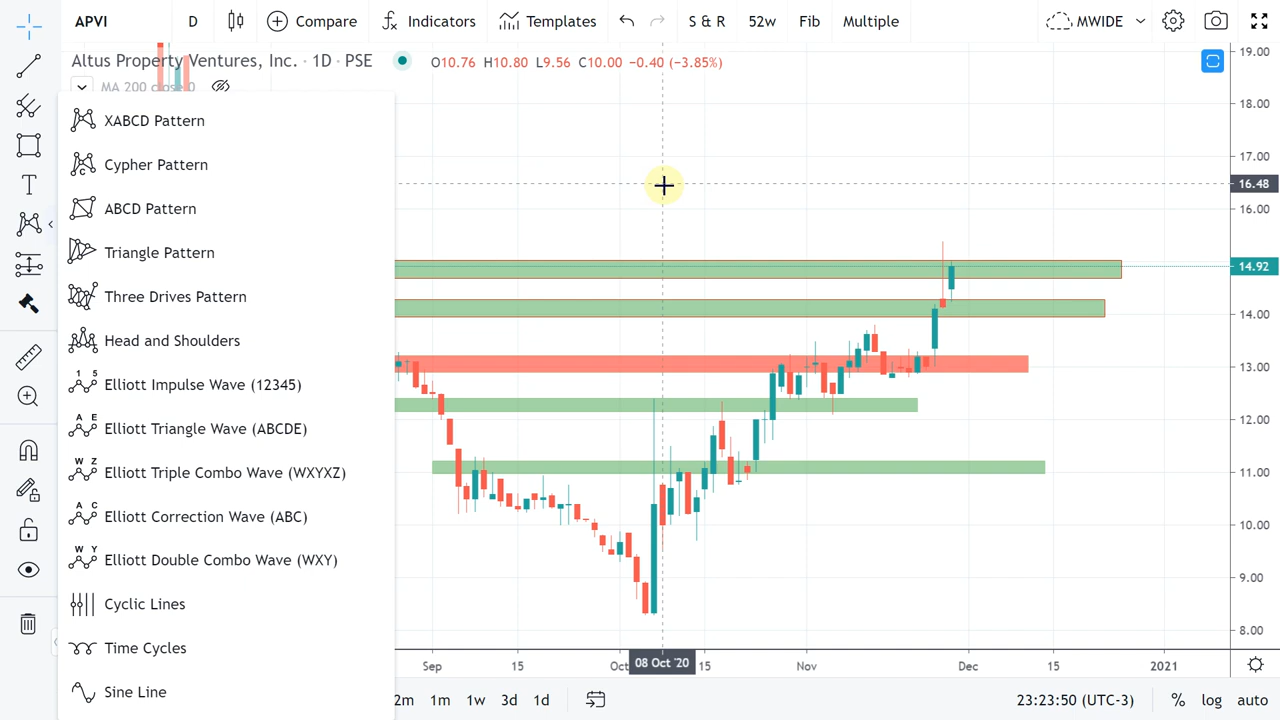 APVI D Compare Indicators Templates S & R 52w Fib Multiple MWIDE
Altus Property Ventures, Inc. · 1D · PSE O10.76 H10.80 L9.56 C10.00 −0.40 (−3.85%)
MA 200 close 0
XABCD Pattern
Cypher Pattern
ABCD Pattern
Triangle Pattern
Three Drives Pattern
Head and Shoulders
Elliott Impulse Wave (12345)
Elliott Triangle Wave (ABCDE)
Elliott Triple Combo Wave (WXYXZ)
Elliott Correction Wave (ABC)
Elliott Double Combo Wave (WXY)
Cyclic Lines
Time Cycles
Sine Line
19.00
18.00
17.00
16.48
16.00
14.92
14.00
13.00
12.00
11.00
10.00
9.00
8.00
Sep 15 Oct 08 Oct '20 15 Nov Dec 15 2021
2m 1m 1w 3d 1d 23:23:50 (UTC-3) % log auto